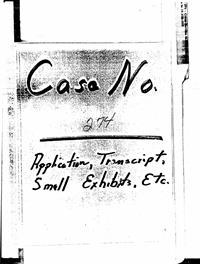 Case No.
274
Application, Transcript,
Small Exhibits, Etc.